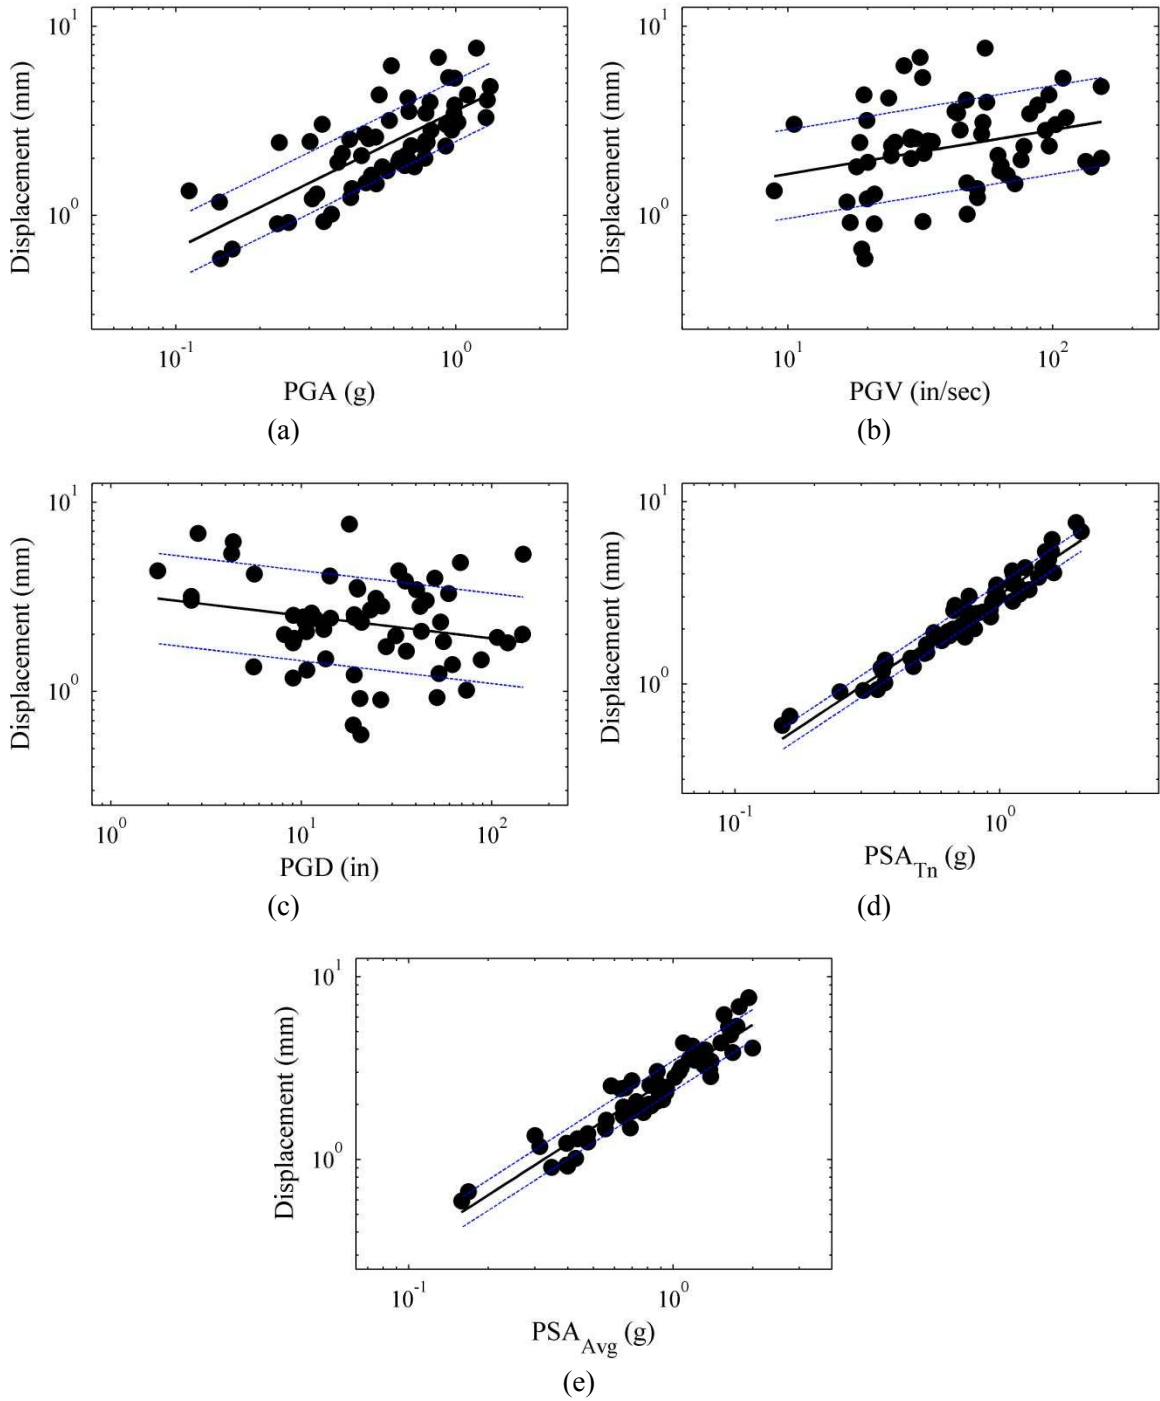 10^1
10^0
10^-1
10^0
Displacement (mm)
PGA (g)
(a)
10^1
10^0
10^1
10^2
Displacement (mm)
PGV (in/sec)
(b)
10^1
10^0
10^0
10^1
10^2
Displacement (mm)
PGD (in)
(c)
10^1
10^0
10^-1
10^0
Displacement (mm)
PSA_Tn (g)
(d)
10^1
10^0
10^-1
10^0
Displacement (mm)
PSA_Avg (g)
(e)